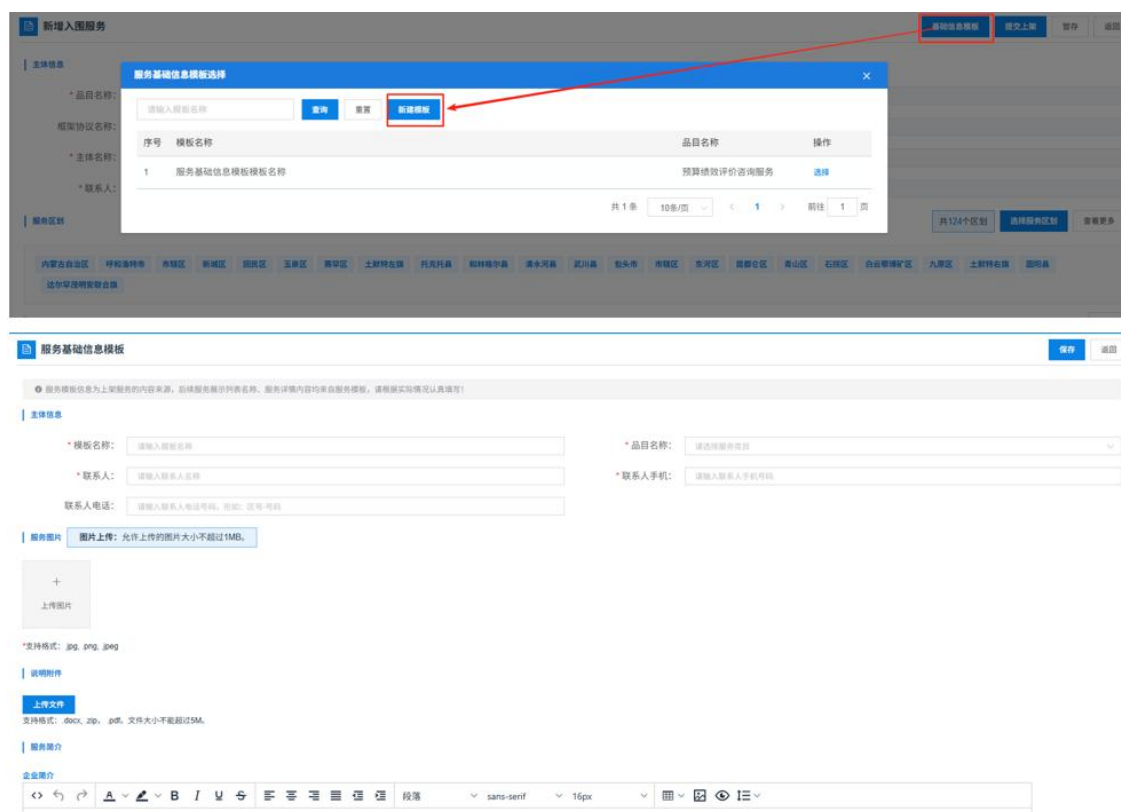 新增入围服务 基础信息模板 提交上架 暂存 返回
主体信息
服务基础信息模板选择
*品目名称:
请输入模板名称 查询 重置 新建模板
框架协议名称:
序号 模板名称 品目名称 操作
*主体名称:
1 服务基础信息模板模板名称 预算绩效评价咨询服务 选择
*联系人:
共 1 条 10条/页 1 前往 1 页
服务区划 共124个区划 选择服务区划 查看更多
内蒙古自治区 呼和浩特市 市辖区 新城区 回民区 玉泉区 赛罕区 土默特左旗 托克托县 和林格尔县 清水河县 武川县 包头市 市辖区 东河区 昆都仑区 青山区 石拐区 白云鄂博矿区 九原区 土默特右旗 固阳县
达尔罕茂明安联合旗
服务基础信息模板 保存 返回
服务模板信息为上架服务的内容来源，后续服务展示列表名称、服务详情内容均来自服务模板，请根据实际情况认真填写！
主体信息
*模板名称: 请输入模板名称 *品目名称: 请选择服务类目
*联系人: 请输入联系人名称 *联系人手机: 请输入联系人手机号码
联系人电话: 请输入联系人电话号码，形如：区号-号码
服务图片 图片上传：允许上传的图片大小不超过1MB。
上传图片
*支持格式：.jpg, .png, .jpeg
说明附件
上传文件
支持格式：.docx, .zip, .pdf。文件大小不能超过5M。
服务简介
企业简介
A B I U S 段落 sans-serif 16px